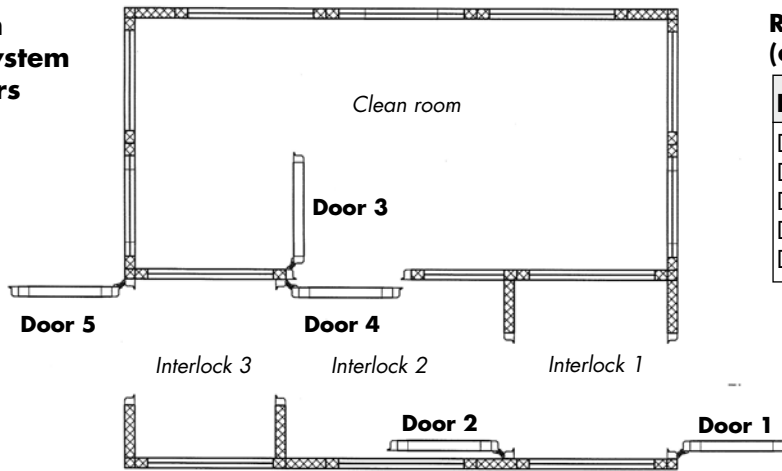 ystem
rs
R
(
Clean room
Door 3
Door 5
Door 4
Interlock 3
Interlock 2
Interlock 1
Door 2
Door 1